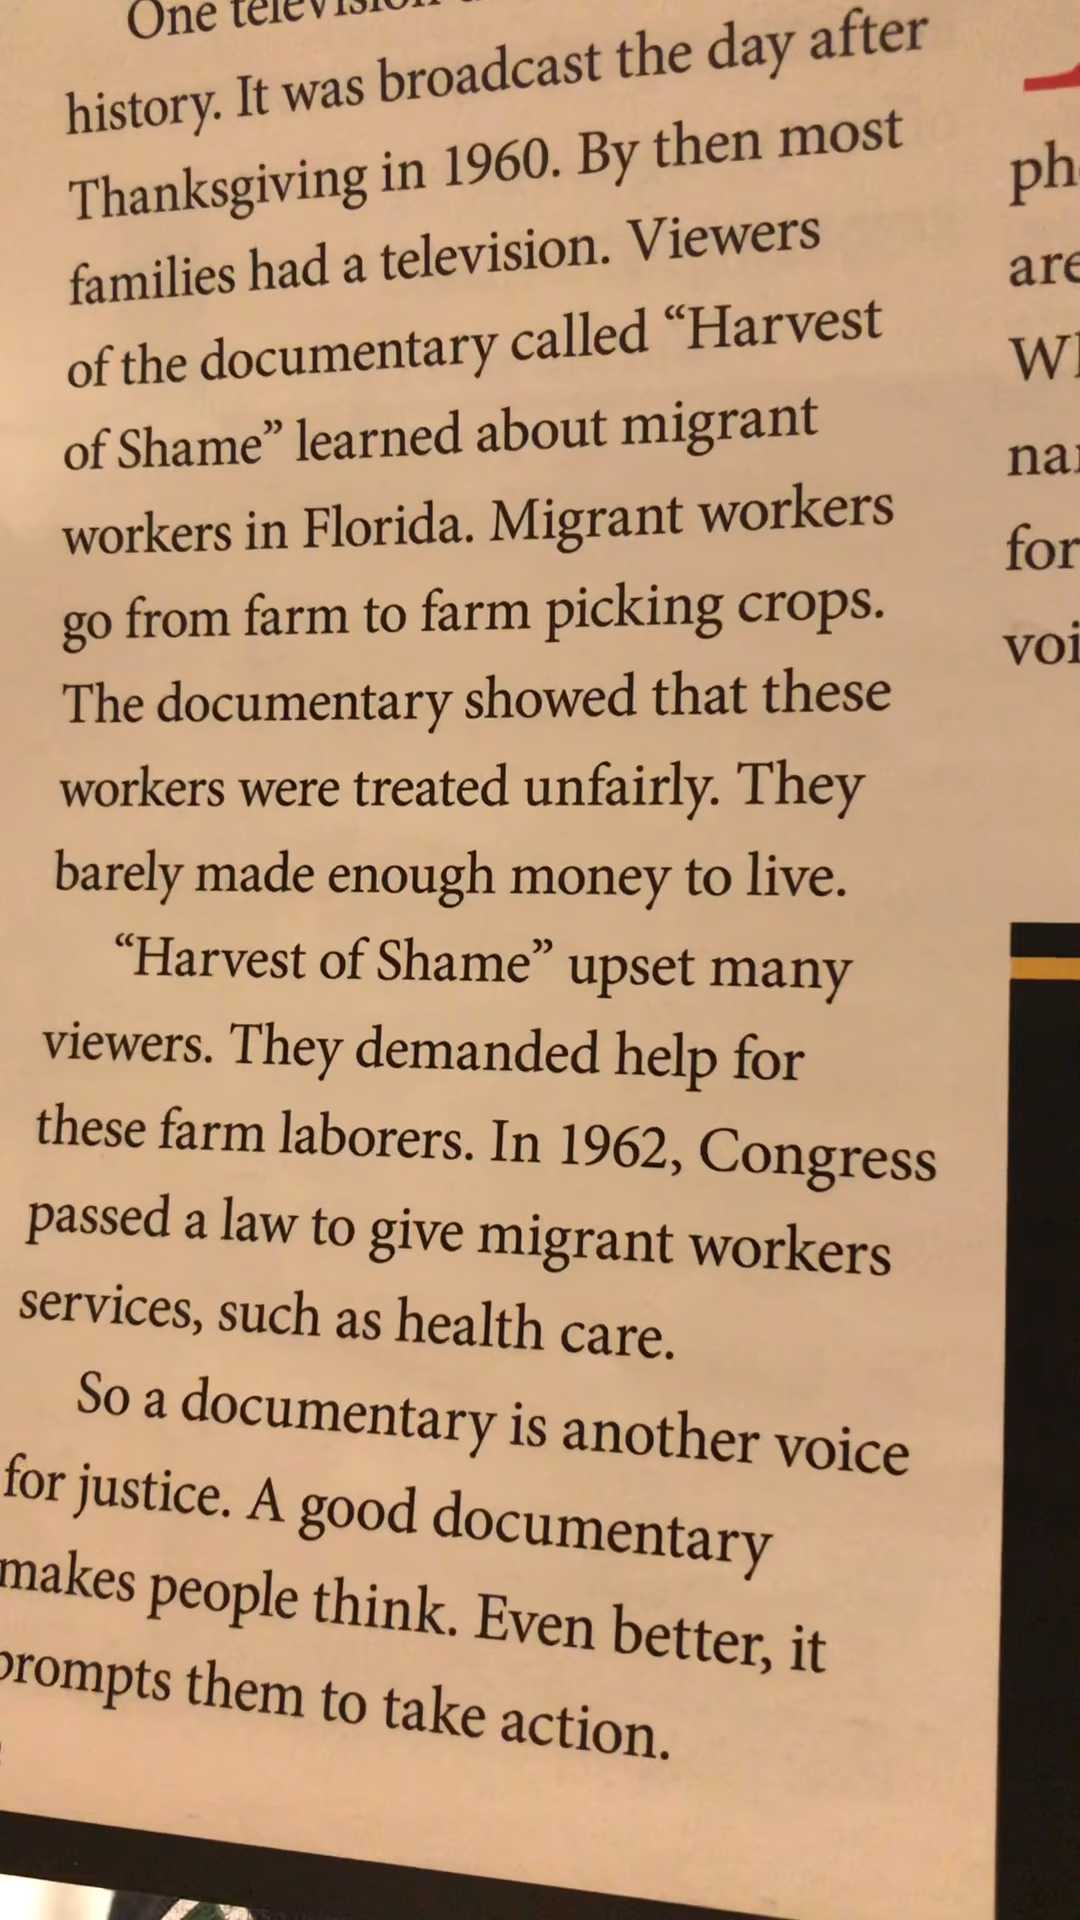 One television
history. It was broadcast the day after
Thanksgiving in 1960. By then most
families had a television. Viewers
of the documentary called “Harvest
of Shame” learned about migrant
workers in Florida. Migrant workers
go from farm to farm picking crops.
The documentary showed that these
workers were treated unfairly. They
barely made enough money to live.
“Harvest of Shame” upset many
viewers. They demanded help for
these farm laborers. In 1962, Congress
passed a law to give migrant workers
services, such as health care.
So a documentary is another voice
for justice. A good documentary
makes people think. Even better, it
prompts them to take action.
for